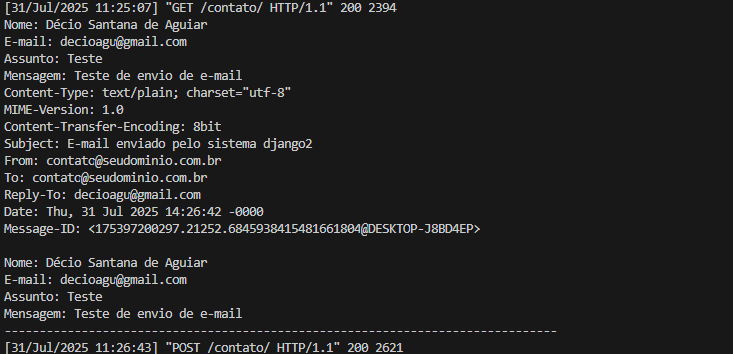 [31/Jul/2025 11:25:07] "GET /contato/ HTTP/1.1" 200 2394
Nome: Décio Santana de Aguiar
E-mail: decioagu@gmail.com
Assunto: Teste
Mensagem: Teste de envio de e-mail
Content-Type: text/plain; charset="utf-8"
MIME-Version: 1.0
Content-Transfer-Encoding: 8bit
Subject: E-mail enviado pelo sistema django2
From: contato@seudominio.com.br
To: contato@seudominio.com.br
Reply-To: decioagu@gmail.com
Date: Thu, 31 Jul 2025 14:26:42 -0000
Message-ID: <175397200297.21252.6845938415481661804@DESKTOP-J8BD4EP>

Nome: Décio Santana de Aguiar
E-mail: decioagu@gmail.com
Assunto: Teste
Mensagem: Teste de envio de e-mail
-------------------------------------------------------------------------------
[31/Jul/2025 11:26:43] "POST /contato/ HTTP/1.1" 200 2621